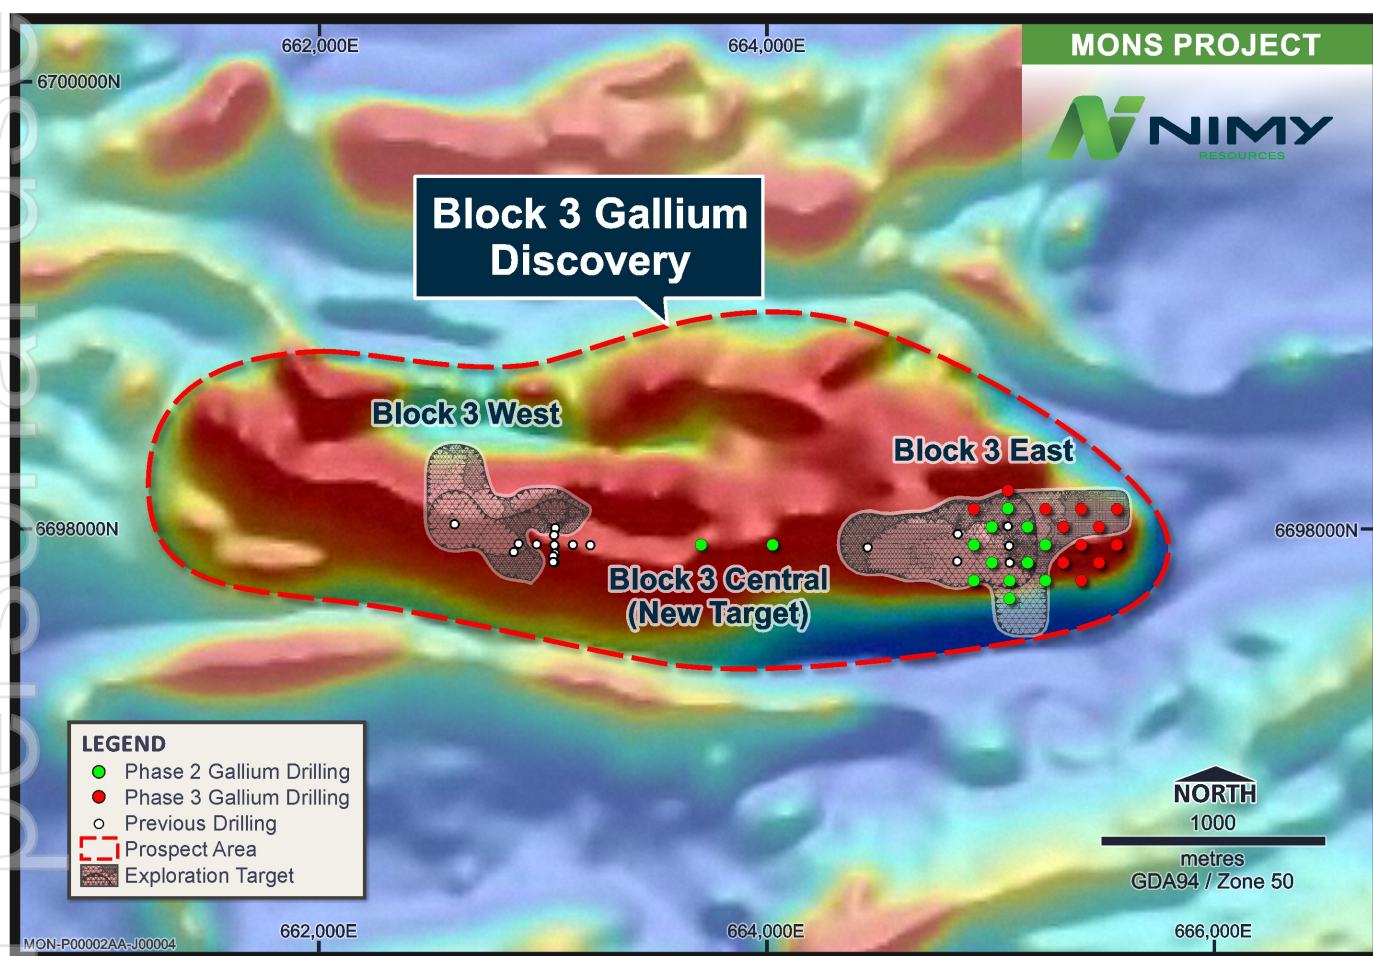 662,000E
664,000E
MONS PROJECT
6700000N
NIMY
RESOURCES
Block 3 Gallium
Discovery
Block 3 West
Block 3 East
6698000N
6698000N
Block 3 Central
(New Target)
LEGEND
Phase 2 Gallium Drilling
Phase 3 Gallium Drilling
Previous Drilling
Prospect Area
Exploration Target
NORTH
1000
metres
GDA94 / Zone 50
662,000E
664,000E
666,000E
MON-P00002AA-J00004
personal use